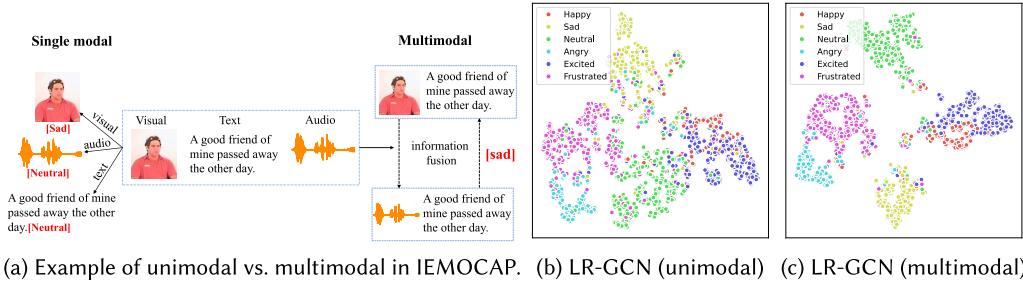 Single modal
[Sad]
visual
audio
[Neutral]
text
A good friend of mine
passed away the other
day.[Neutral]
Visual
Text
Audio
A good friend of
mine passed away
the other day.
Multimodal
A good friend of
mine passed away
the other day.
information
fusion
[sad]
A good friend of
mine passed away
the other day.
(a) Example of unimodal vs. multimodal in IEMOCAP.
Happy
Sad
Neutral
Angry
Excited
Frustrated
(b) LR-GCN (unimodal)
Happy
Sad
Neutral
Angry
Excited
Frustrated
(c) LR-GCN (multimodal)